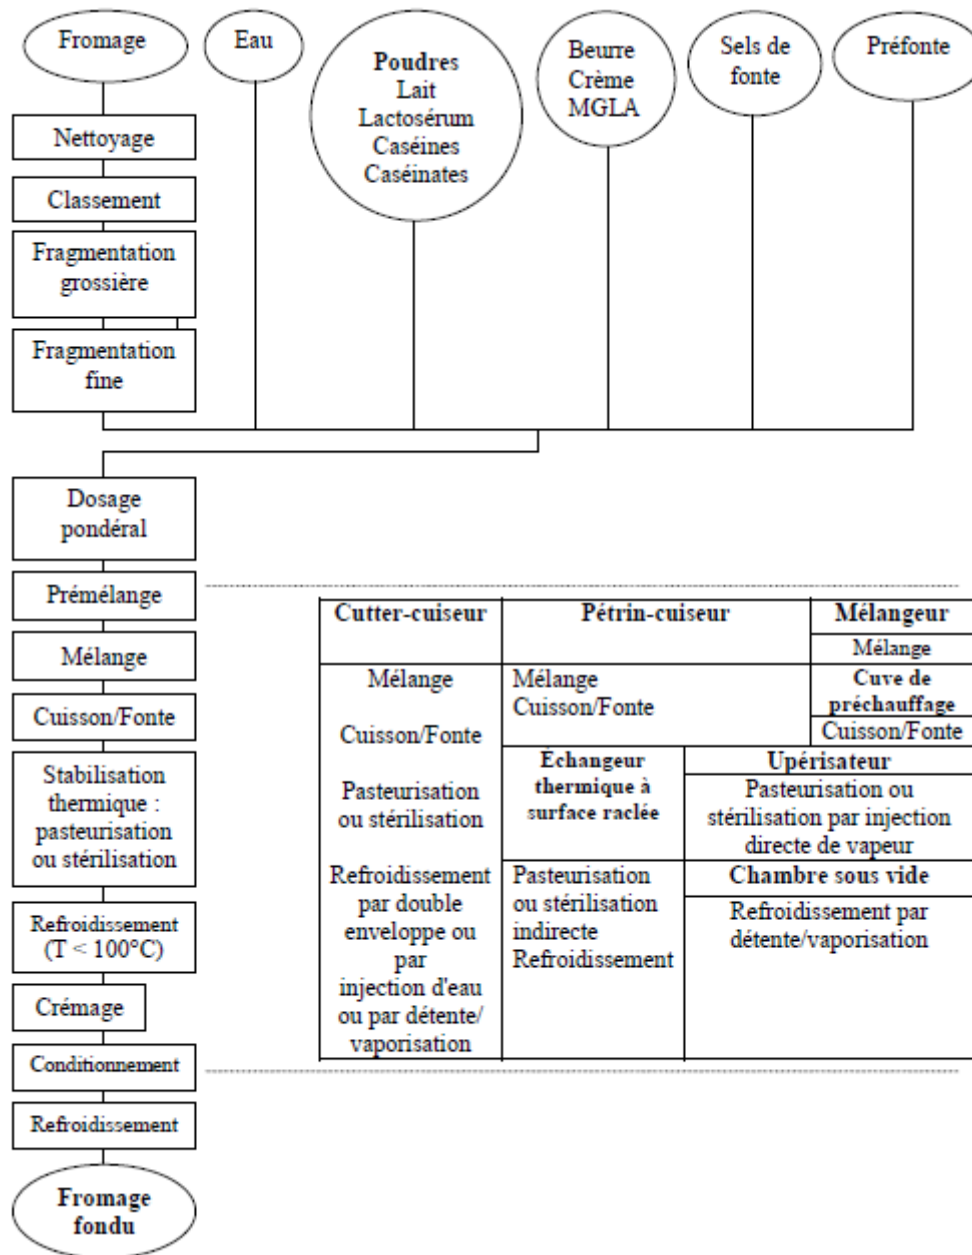 Fromage
Eau
Poudres
Lait
Lactosérum
Caséines
Caséinates
Beurre
Crème
MGLA
Sels de
fonte
Préfonte
Nettoyage
Classement
Fragmentation
grossière
Fragmentation
fine
Dosage
pondéral
Prémélange
Mélange
Cuisson/Fonte
Stabilisation
thermique :
pasteurisation
ou stérilisation
Refroidissement
(T < 100°C)
Crémage
Conditionnement
Refroidissement
Fromage
fondu
Cutter-cuiseur
Mélange
Cuisson/Fonte
Pasteurisation
ou stérilisation
Refroidissement
par double
enveloppe ou
par
injection d'eau
ou par détente/
vaporisation
Pétrin-cuiseur
Mélange
Cuisson/Fonte
Mélangeur
Mélange
Cuve de
préchauffage
Cuisson/Fonte
Échangeur
thermique à
surface raclée
Pasteurisation
ou stérilisation
indirecte
Refroidissement
Upérisateur
Pasteurisation ou
stérilisation par injection
directe de vapeur
Chambre sous vide
Refroidissement par
détente/vaporisation